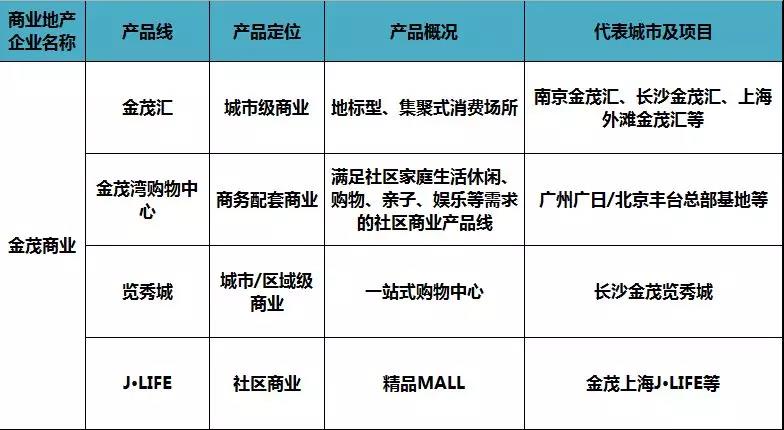 商业地产
企业名称
产品线
产品定位
产品概况
代表城市及项目
金茂商业
金茂汇
城市级商业
地标型、集聚式消费场所
南京金茂汇、长沙金茂汇、上海
外滩金茂汇等
金茂湾购物中
心
商务配套商业
满足社区家庭生活休闲、
购物、亲子、娱乐等需求
的社区商业产品线
广州广日/北京丰台总部基地等
览秀城
城市/区域级
商业
一站式购物中心
长沙金茂览秀城
J•LIFE
社区商业
精品MALL
金茂上海J•LIFE等